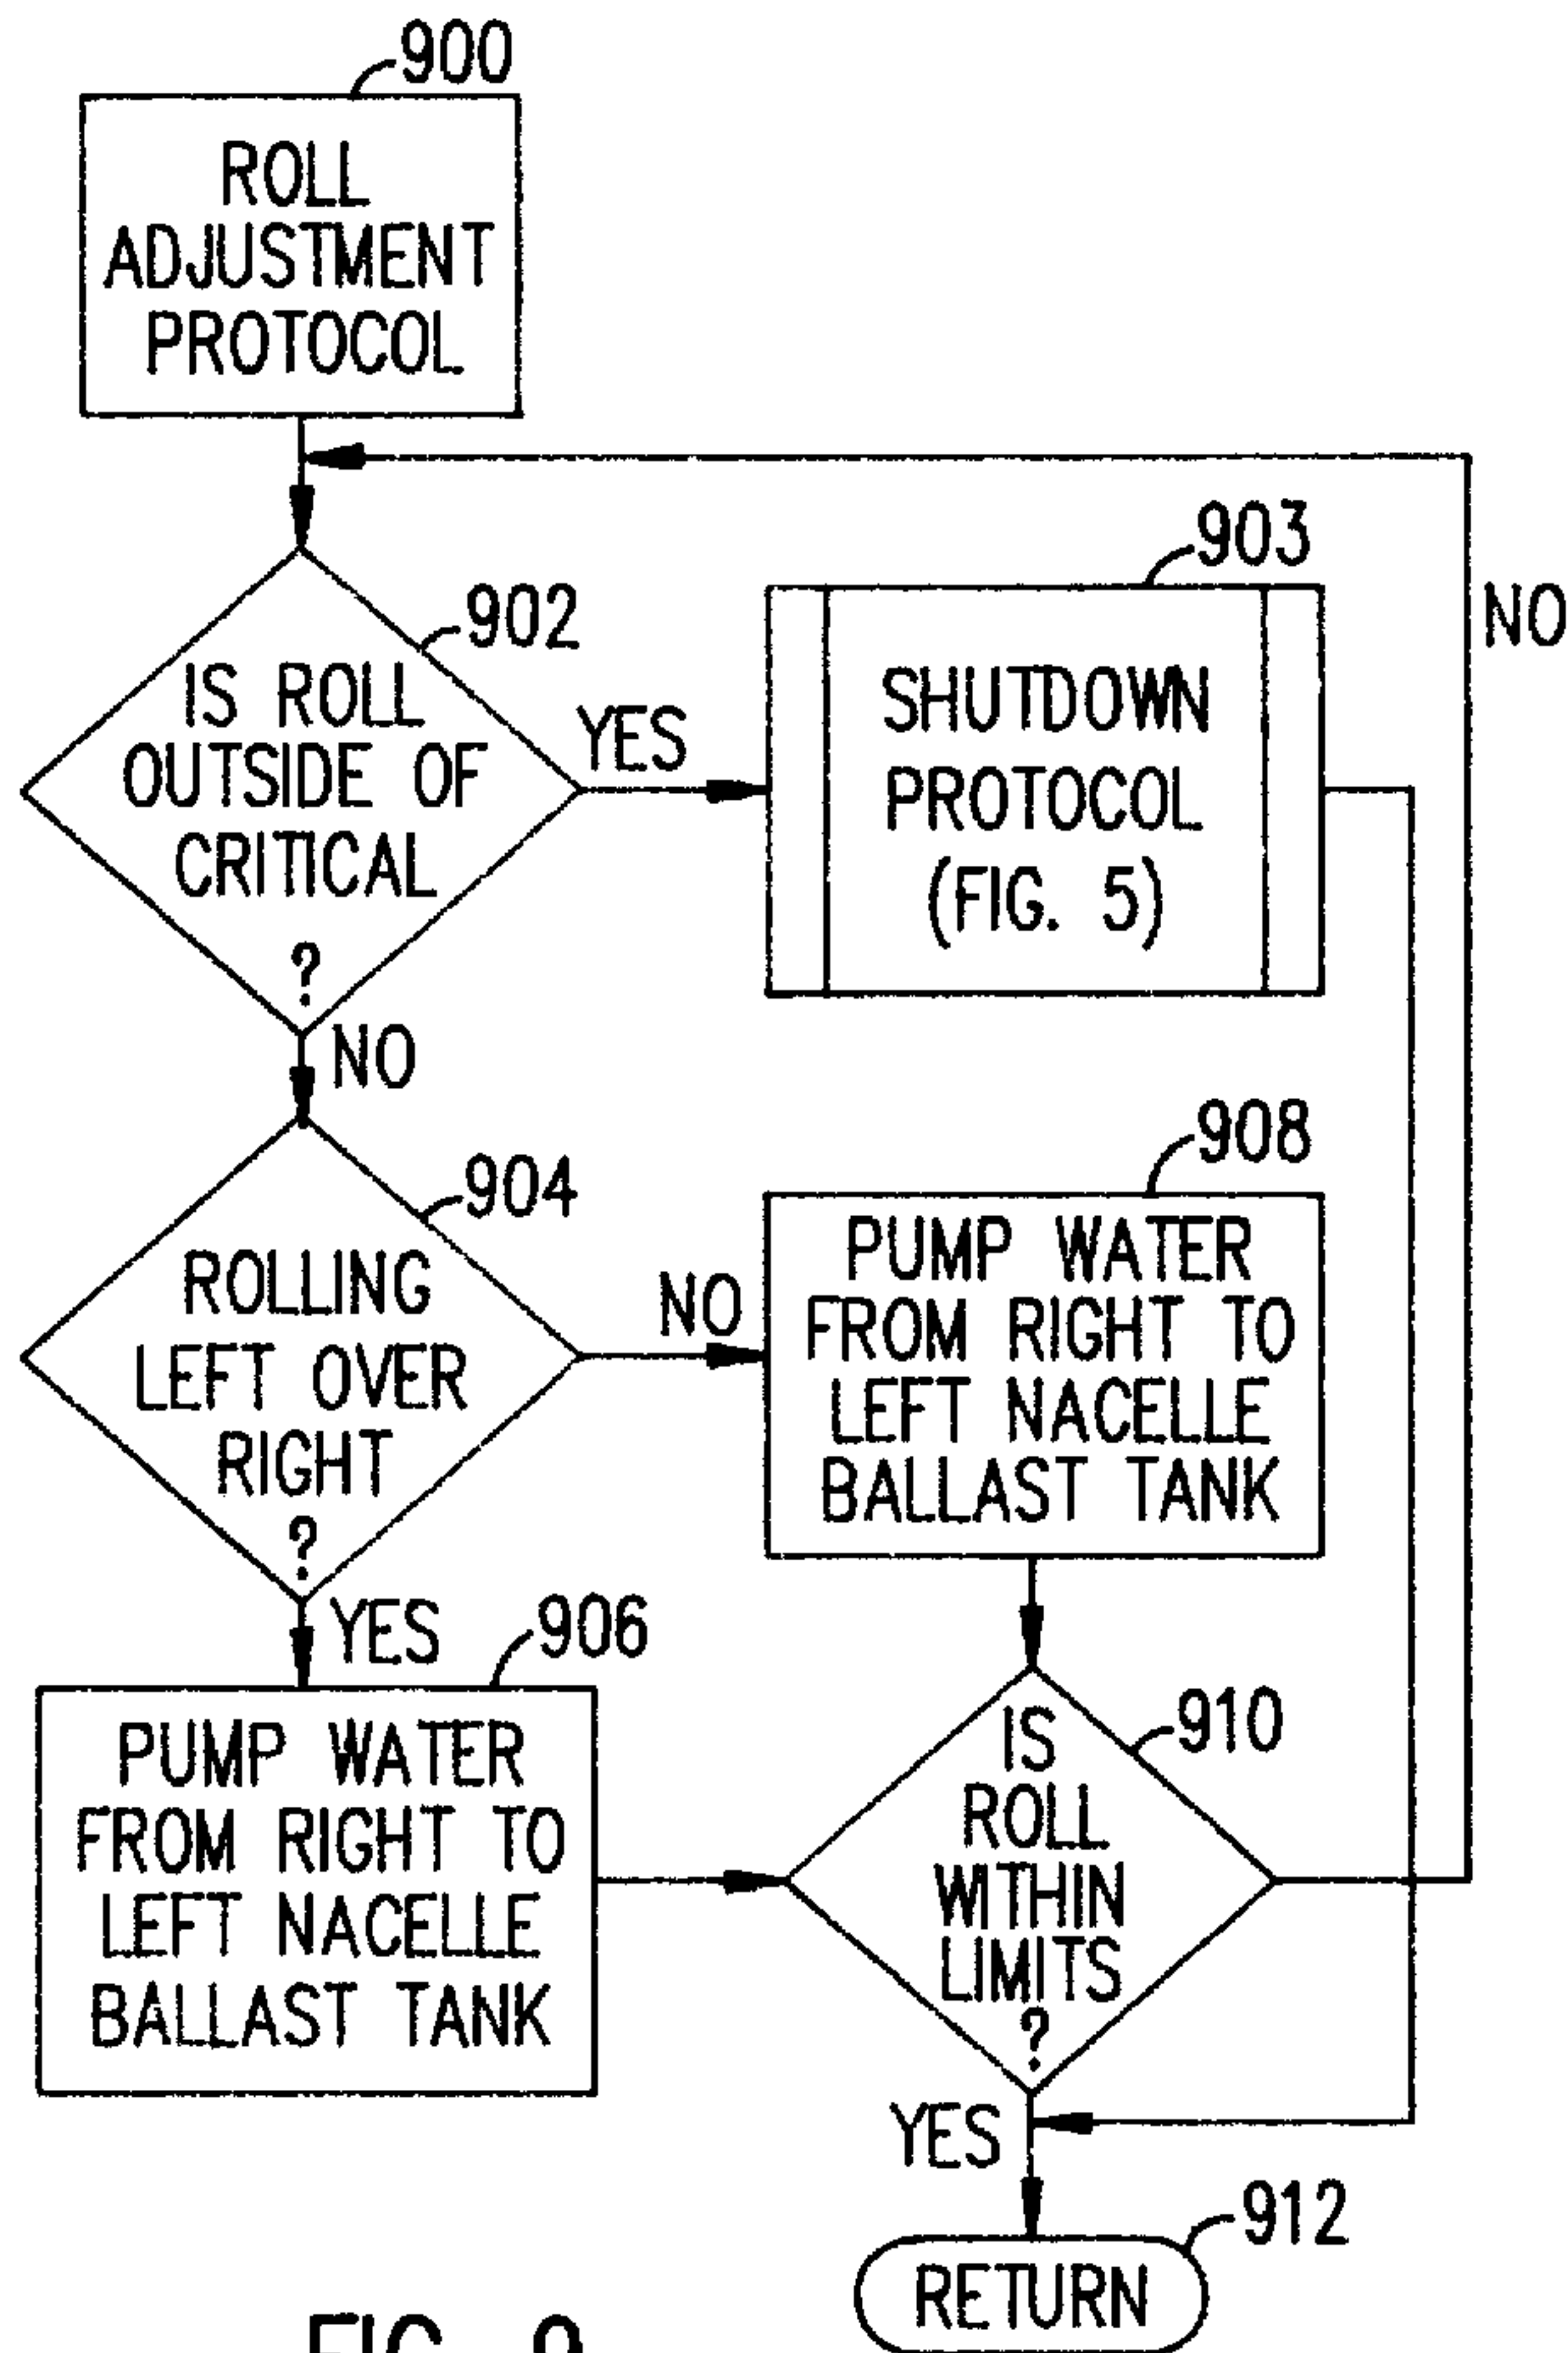 900
ROLL
ADJUSTMENT
PROTOCOL
902
IS ROLL
OUTSIDE OF
CRITICAL
?
YES
903
SHUTDOWN
PROTOCOL
(FIG. 5)
NO
NO
904
ROLLING
LEFT OVER
RIGHT
?
NO
908
PUMP WATER
FROM RIGHT TO
LEFT NACELLE
BALLAST TANK
YES
906
PUMP WATER
FROM RIGHT TO
LEFT NACELLE
BALLAST TANK
910
IS
ROLL
WITHIN
LIMITS
?
YES
912
RETURN